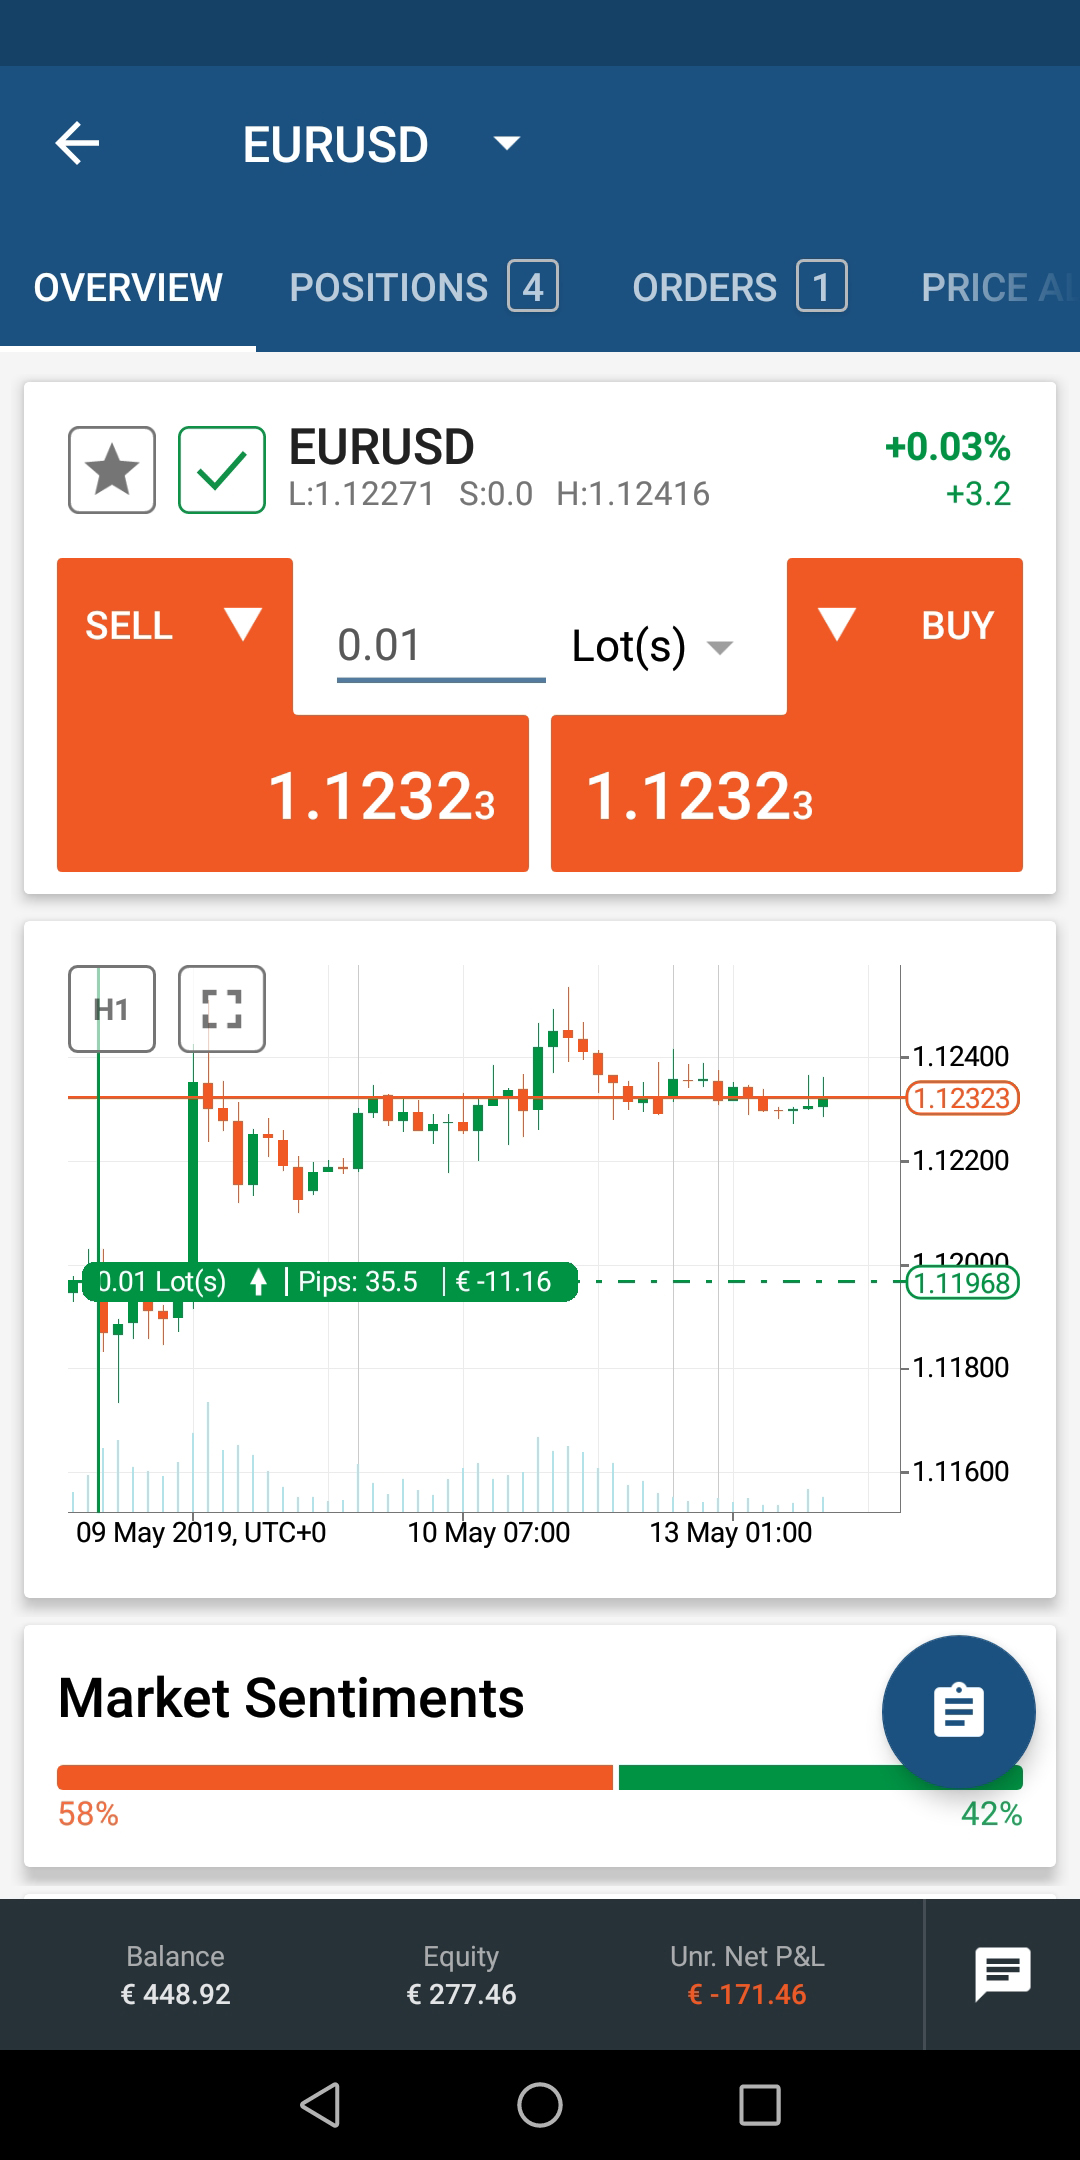 EURUSD
OVERVIEW POSITIONS 4 ORDERS 1 PRICE AL
EURUSD +0.03%
L:1.12271 S:0.0 H:1.12416 +3.2
SELL 0.01 Lot(s) BUY
1.12323 1.12323
H1
1.12400
1.12323
1.12200
1.12000
0.01 Lot(s) Pips: 35.5 € -11.16 1.11968
1.11800
1.11600
09 May 2019, UTC+0 10 May 07:00 13 May 01:00
Market Sentiments
58% 42%
Balance Equity Unr. Net P&L
€ 448.92 € 277.46 € -171.46